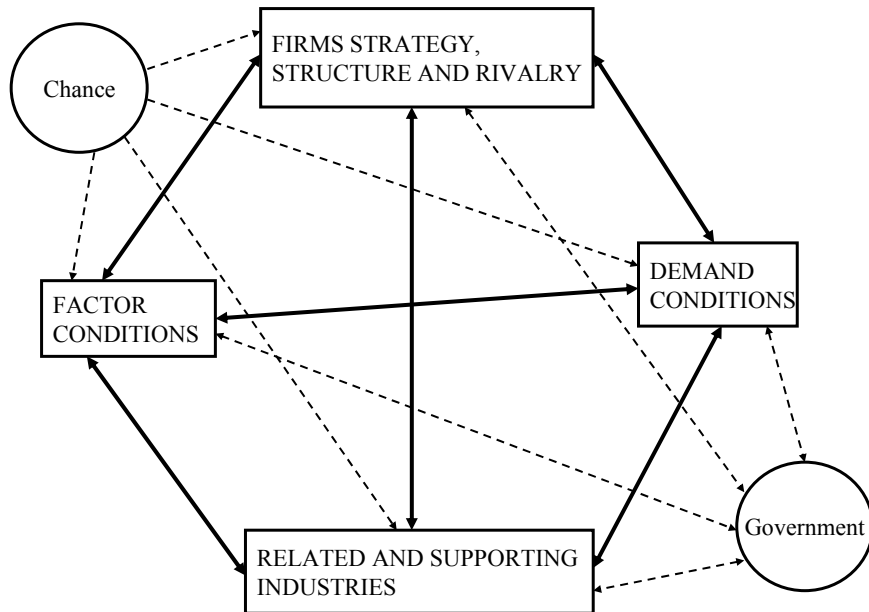 FIRMS STRATEGY,
STRUCTURE AND RIVALRY
Chance
DEMAND
CONDITIONS
FACTOR
CONDITIONS
Government
RELATED AND SUPPORTING
INDUSTRIES